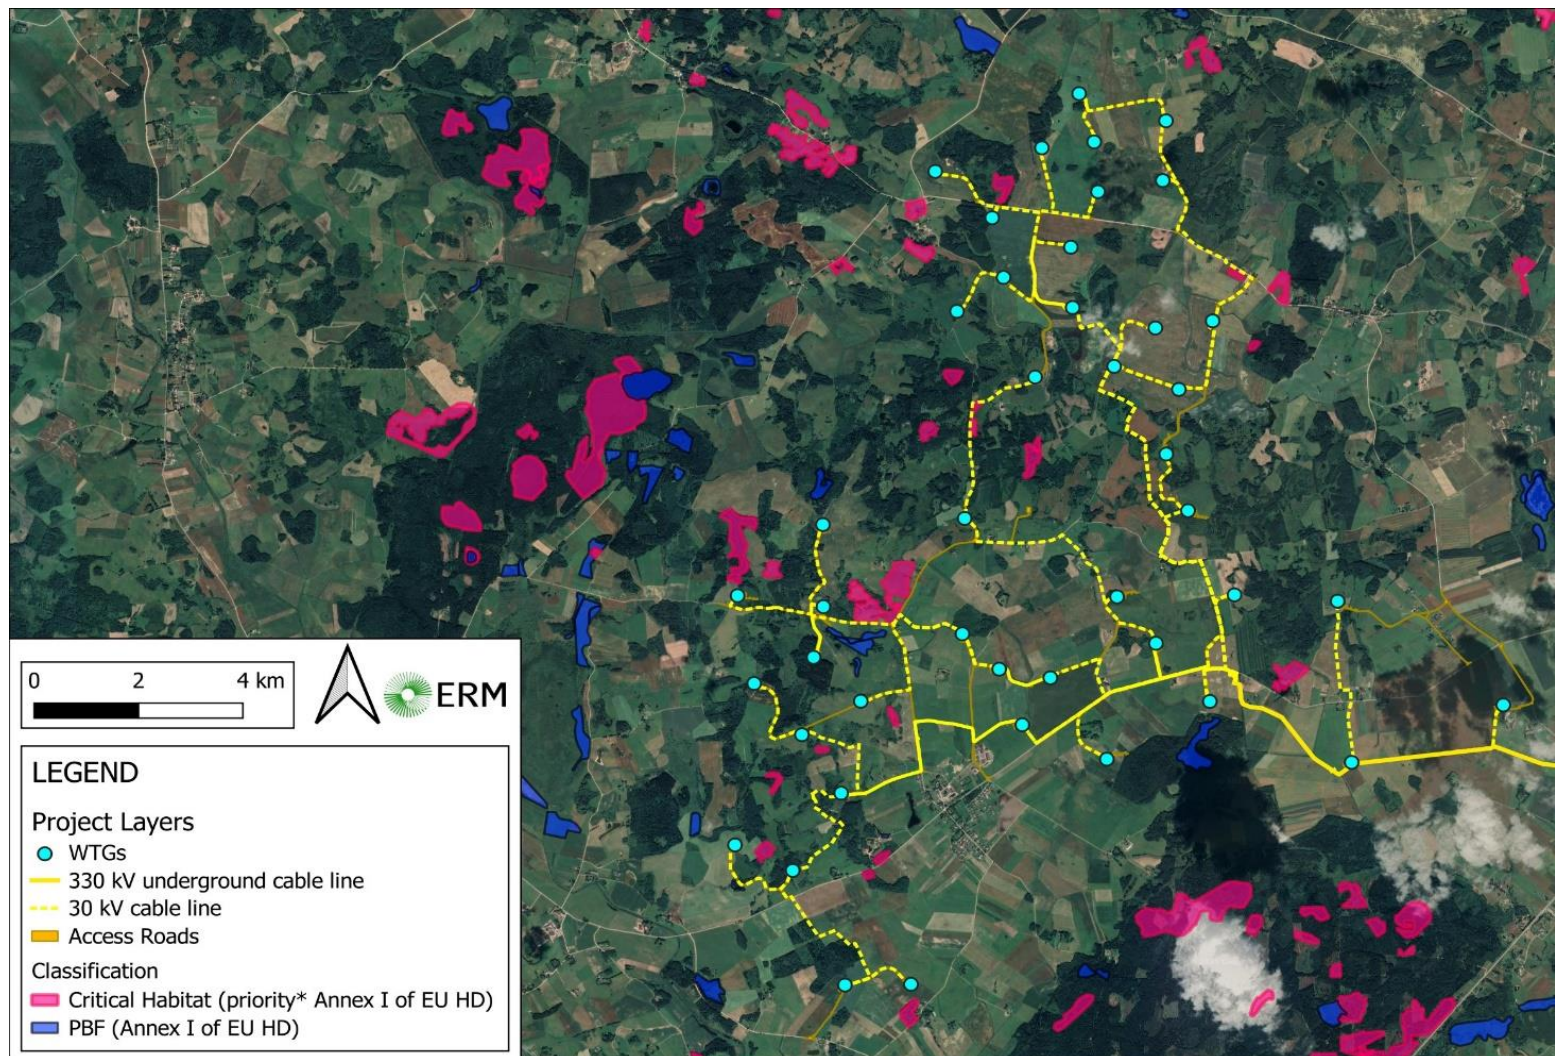 0 2 4 km
ERM
LEGEND
Project Layers
WTGs
330 kV underground cable line
30 kV cable line
Access Roads
Classification
Critical Habitat (priority* Annex I of EU HD)
PBF (Annex I of EU HD)